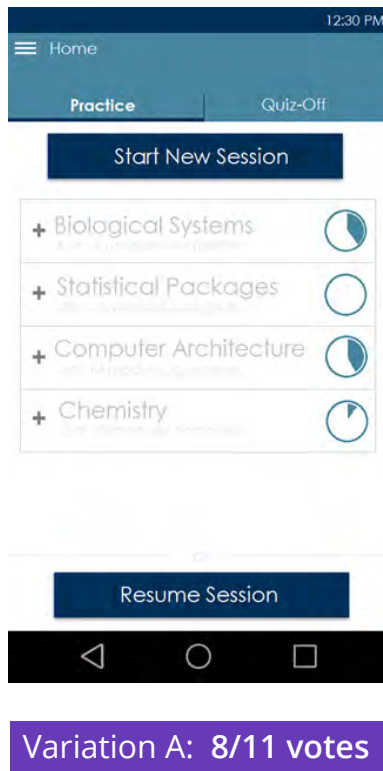 12:30 PM
Home
Practice Quiz-Off
Start New Session
+ Biological Systems
+ Statistical Packages
+ Computer Architecture
+ Chemistry
Resume Session
Variation A: 8/11 votes